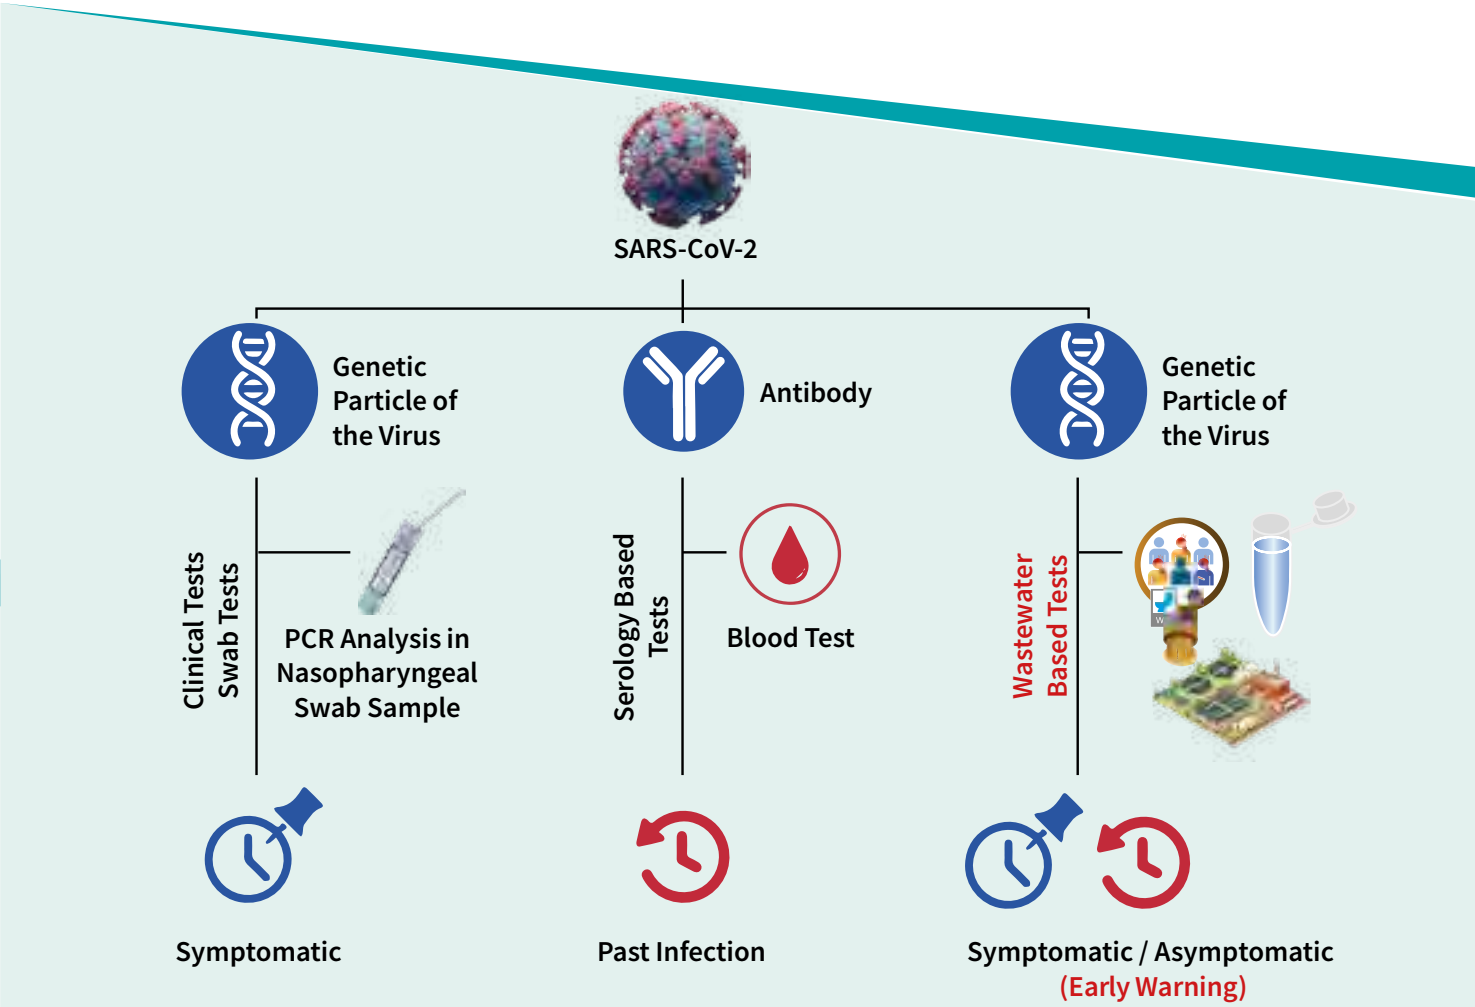 SARS-CoV-2
Genetic
Particle of
the Virus
Antibody
Genetic
Particle of
the Virus
Clinical Tests
Swab Tests
PCR Analysis in
Nasopharyngeal
Swab Sample
Serology Based
Tests
Blood Test
Wastewater
Based Tests
W
Symptomatic
Past Infection
Symptomatic / Asymptomatic
(Early Warning)